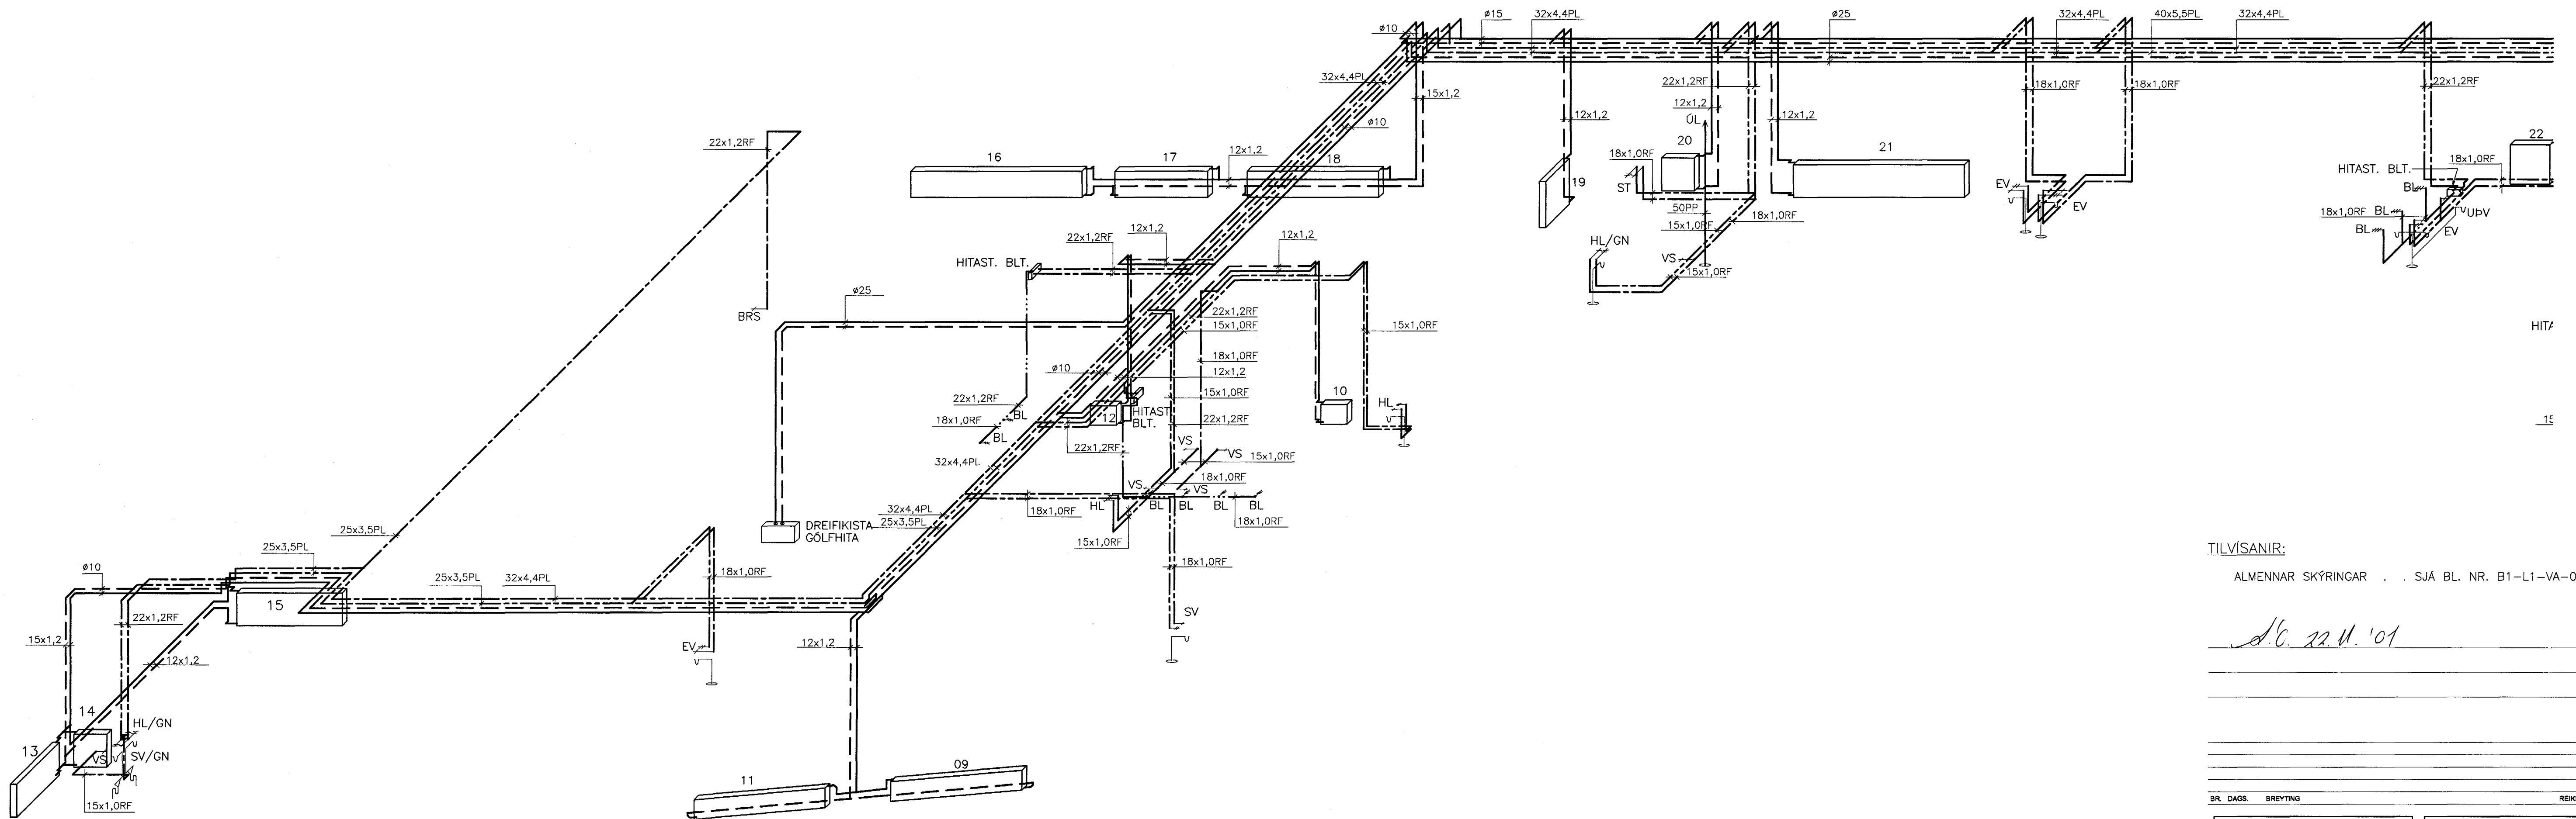 ø10
ø15
32x4,4PL
ø25
32x4,4PL
40x5,5PL
32x4,4PL
32x4,4PL
15x1,2
ø10
12x1,2
22x1,2RF
12x1,2
ÚL
12x1,2
18x1,0RF
18x1,0RF
22x1,2RF
22x1,2RF
16
17
12x1,2
18
19
20
18x1,0RF
ST
21
50PP
15x1,0RF
18x1,0RF
HL/GN
VS
15x1,0RF
EV
EV
22
HITAST. BLT.
18x1,0RF
BL
18x1,0RF
BL
BL
UÞV
EV
BRS
HITAST. BLT.
22x1,2RF
12x1,2
12x1,2
ø25
22x1,2RF
15x1,0RF
15x1,0RF
18x1,0RF
ø10
12x1,2
10
HL
15x1,0RF
22x1,2RF
BL
18x1,0RF
BL
12
HITAST.
BLT.
22x1,2RF
22x1,2RF
VS
VS
15x1,0RF
32x4,4PL
18x1,0RF
VS
VS
HL
BL
BL
BL
BL
18x1,0RF
18x1,0RF
15x1,0RF
32x4,4PL
25x3,5PL
DREIFIKISTA
GÓLFHITA
18x1,0RF
SV
25x3,5PL
25x3,5PL
ø10
15
25x3,5PL
32x4,4PL
18x1,0RF
EV
12x1,2
22x1,2RF
15x1,2
12x1,2
14
HL/GN
13
VS
SV/GN
15x1,0RF
11
09
TILVÍSANIR:
ALMENNAR SKÝRINGAR . . SJÁ BL. NR. B1-L1-VA-0
BR. DAGS. BREYTING